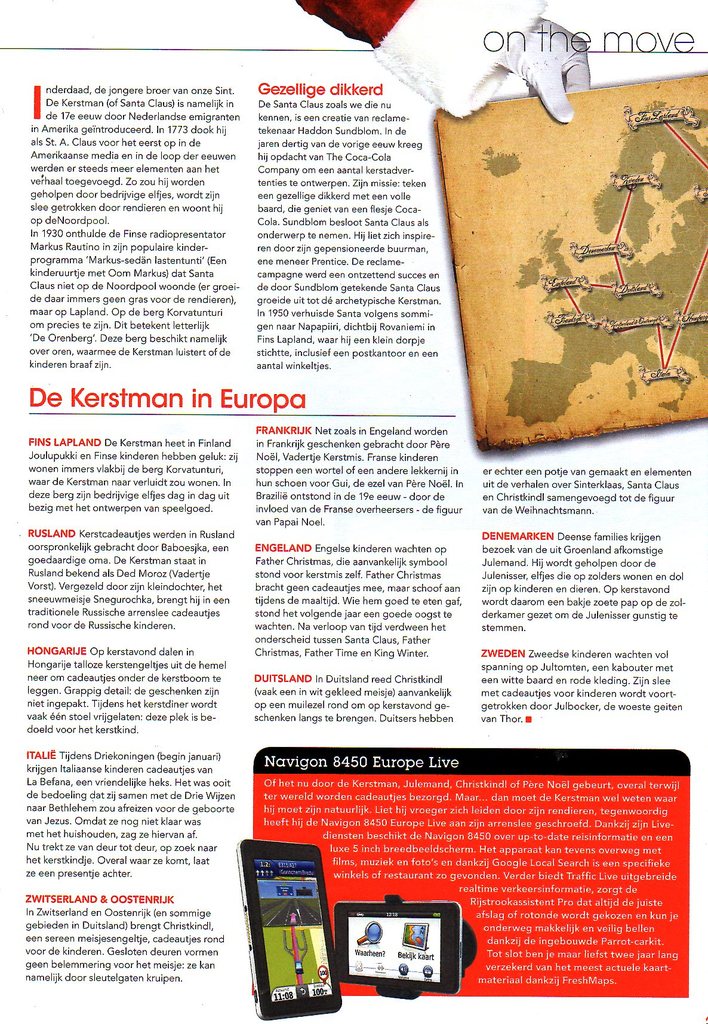 on the move
Inderdaad, de jongere broer van onze Sint.
De Kerstman (of Santa Claus) is namelijk in
de 17e eeuw door Nederlandse emigranten
in Amerika geïntroduceerd. In 1773 dook hij
als St. A. Claus voor het eerst op in de
Amerikaanse media en in de loop der eeuwen
werden er steeds meer elementen aan het
verhaal toegevoegd. Zo zou hij worden
geholpen door bedrijvige elfjes, wordt zijn
slee getrokken door rendieren en woont hij
op deNoordpool.
In 1930 onthulde de Finse radiopresentator
Markus Rautino in zijn populaire kinder-
programma 'Markus-sedän lastentunti' (Een
kinderuurtje met Oom Markus) dat Santa
Claus niet op de Noordpool woonde (er groei-
de daar immers geen gras voor de rendieren),
maar op Lapland. Op de berg Korvatunturi
om precies te zijn. Dit betekent letterlijk
'De Orenberg'. Deze berg beschikt namelijk
over oren, waarmee de Kerstman luistert of de
kinderen braaf zijn.
Gezellige dikkerd
De Santa Claus zoals we die nu
kennen, is een creatie van reclame-
tekenaar Haddon Sundblom. In de
jaren dertig van de vorige eeuw kreeg
hij opdracht van The Coca-Cola
Company om een aantal kerstadver-
tenties te ontwerpen. Zijn missie: teken
een gezellige dikkerd met een volle
baard, die geniet van een flesje Coca-
Cola. Sundblom besloot Santa Claus als
onderwerp te nemen. Hij liet zich inspire-
ren door zijn gepensioneerde buurman,
ene meneer Prentice. De reclame-
campagne werd een ontzettend succes en
de door Sundblom getekende Santa Claus
groeide uit tot dé archetypische Kerstman.
In 1950 verhuisde Santa volgens sommi-
gen naar Napapiiri, dichtbij Rovaniemi in
Fins Lapland, waar hij een klein dorpje
stichtte, inclusief een postkantoor en een
aantal winkeltjes.
Fins Lapland
Zweden
Denemarken
Engeland
Duitsland
Frankrijk
Italië
De Kerstman in Europa
FINS LAPLAND De Kerstman heet in Finland
Joulupukki en Finse kinderen hebben geluk: zij
wonen immers vlakbij de berg Korvatunturi,
waar de Kerstman naar verluidt zou wonen. In
deze berg zijn bedrijvige elfjes dag in dag uit
bezig met het ontwerpen van speelgoed.
RUSLAND Kerstcadeautjes werden in Rusland
oorspronkelijk gebracht door Baboesjka, een
goedaardige oma. De Kerstman staat in
Rusland bekend als Ded Moroz (Vadertje
Vorst). Vergezeld door zijn kleindochter, het
sneeuwmeisje Snegurochka, brengt hij in een
traditionele Russische arrenslee cadeautjes
rond voor de Russische kinderen.
HONGARIJE Op kerstavond dalen in
Hongarije talloze kerstengeltjes uit de hemel
neer om cadeautjes onder de kerstboom te
leggen. Grappig detail: de geschenken zijn
niet ingepakt. Tijdens het kerstdiner wordt
vaak één stoel vrijgelaten: deze plek is be-
doeld voor het kerstkind.
ITALIË Tijdens Driekoningen (begin januari)
krijgen Italiaanse kinderen cadeautjes van
La Befana, een vriendelijke heks. Het was ooit
de bedoeling dat zij samen met de Drie Wijzen
naar Bethlehem zou afreizen voor de geboorte
van Jezus. Omdat ze nog niet klaar was
met het huishouden, zag ze hiervan af.
Nu trekt ze van deur tot deur, op zoek naar
het kerstkindje. Overal waar ze komt, laat
ze een presentje achter.
ZWITSERLAND & OOSTENRIJK
In Zwitserland en Oostenrijk (en sommige
gebieden in Duitsland) brengt Christkindl,
een sereen meisjesengeltje, cadeautjes rond
voor de kinderen. Gesloten deuren vormen
geen belemmering voor het meisje: ze kan
namelijk door sleutelgaten kruipen.
FRANKRIJK Net zoals in Engeland worden
in Frankrijk geschenken gebracht door Père
Noël, Vadertje Kerstmis. Franse kinderen
stoppen een wortel of een andere lekkernij in
hun schoen voor Gui, de ezel van Père Noël. In
Brazilië ontstond in de 19e eeuw - door de
invloed van de Franse overheersers - de figuur
van Papai Noel.
ENGELAND Engelse kinderen wachten op
Father Christmas, die aanvankelijk symbool
stond voor kerstmis zelf. Father Christmas
bracht geen cadeautjes mee, maar schoof aan
tijdens de maaltijd. Wie hem goed te eten gaf,
stond het volgende jaar een goede oogst te
wachten. Na verloop van tijd verdween het
onderscheid tussen Santa Claus, Father
Christmas, Father Time en King Winter.
DUITSLAND In Duitsland reed Christkindl
(vaak een in wit gekleed meisje) aanvankelijk
op een muilezel rond om op kerstavond ge-
schenken langs te brengen. Duitsers hebben
er echter een potje van gemaakt en elementen
uit de verhalen over Sinterklaas, Santa Claus
en Christkindl samengevoegd tot de figuur
van de Weihnachtsmann.
DENEMARKEN Deense families krijgen
bezoek van de uit Groenland afkomstige
Julemand. Hij wordt geholpen door de
Julenisser, elfjes die op zolders wonen en dol
zijn op kinderen en dieren. Op kerstavond
wordt daarom een bakje zoete pap op de zol-
derkamer gezet om de Julenisser gunstig te
stemmen.
ZWEDEN Zweedse kinderen wachten vol
spanning op Jultomten, een kabouter met
een witte baard en rode kleding. Zijn slee
met cadeautjes voor kinderen wordt voort-
getrokken door Julbocker, de woeste geiten
van Thor.
Navigon 8450 Europe Live
Of het nu door de Kerstman, Julemand, Christkindl of Père Noël gebeurt, overal terwijl
ter wereld worden cadeautjes bezorgd. Maar... dan moet de Kerstman wel weten waar
hij moet zijn natuurlijk. Liet hij vroeger zich leiden door zijn rendieren, tegenwoordig
heeft hij de Navigon 8450 Europe Live aan zijn arrenslee geschroefd. Dankzij zijn Live-
diensten beschikt de Navigon 8450 over up-to-date reisinformatie en een
luxe 5 inch breedbeeldscherm. Het apparaat kan tevens overweg met
films, muziek en foto's en dankzij Google Local Search is een specifieke
winkels of restaurant zo gevonden. Verder biedt Traffic Live uitgebreide
realtime verkeersinformatie, zorgt de
Rijstrookassistent Pro dat altijd de juiste
afslag of rotonde wordt gekozen en kun je
onderweg makkelijk en veilig bellen
dankzij de ingebouwde Parrot-carkit.
Tot slot ben je maar liefst twee jaar lang
verzekerd van het meest actuele kaart-
materiaal dankzij FreshMaps.
11:08
100
12:18
Waarheen?
Bekijk kaart